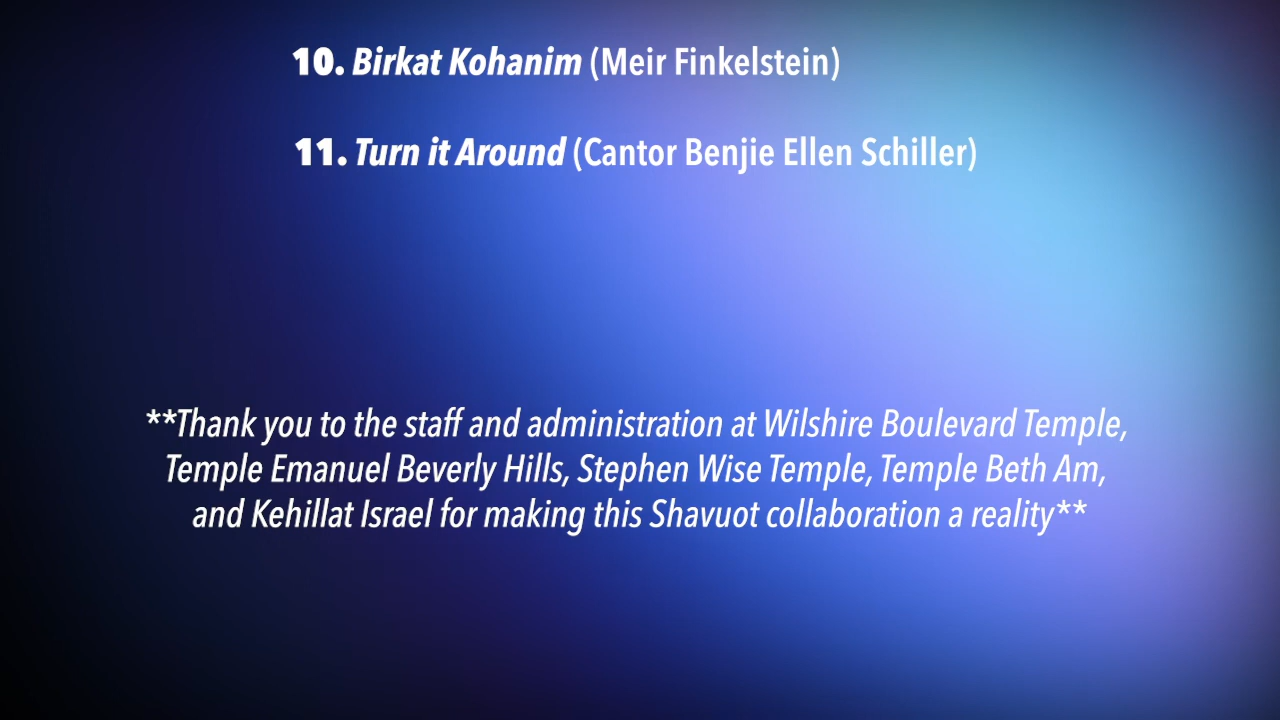 10. Birkat Kohanim (Meir Finkelstein)
11. Turn it Around (Cantor Benjie Ellen Schiller)
**Thank you to the staff and administration at Wilshire Boulevard Temple,
Temple Emanuel Beverly Hills, Stephen Wise Temple, Temple Beth Am,
and Kehillat Israel for making this Shavuot collaboration a reality**